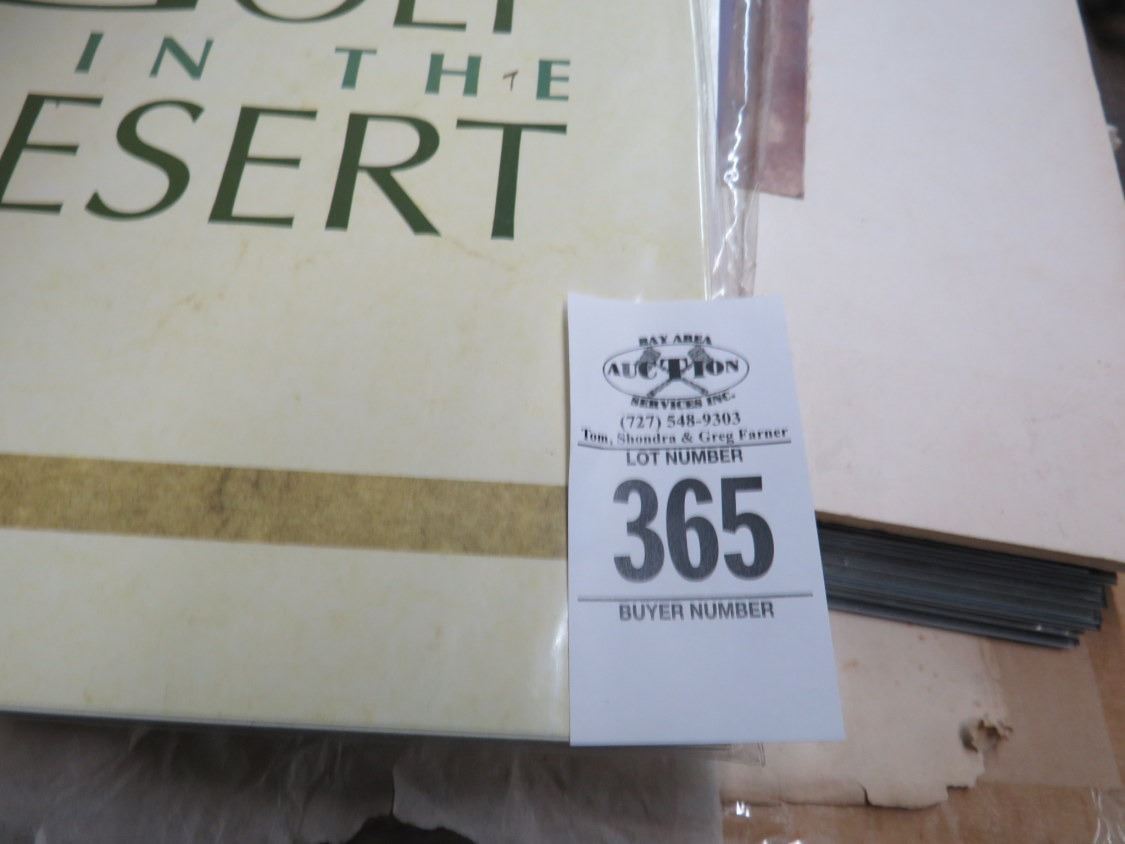 IN THE
ESERT
BAY AREA
AUCTION
SERVICES INC.
(727) 548-9303
Tom, Shondra & Greg Farner
LOT NUMBER
365
BUYER NUMBER